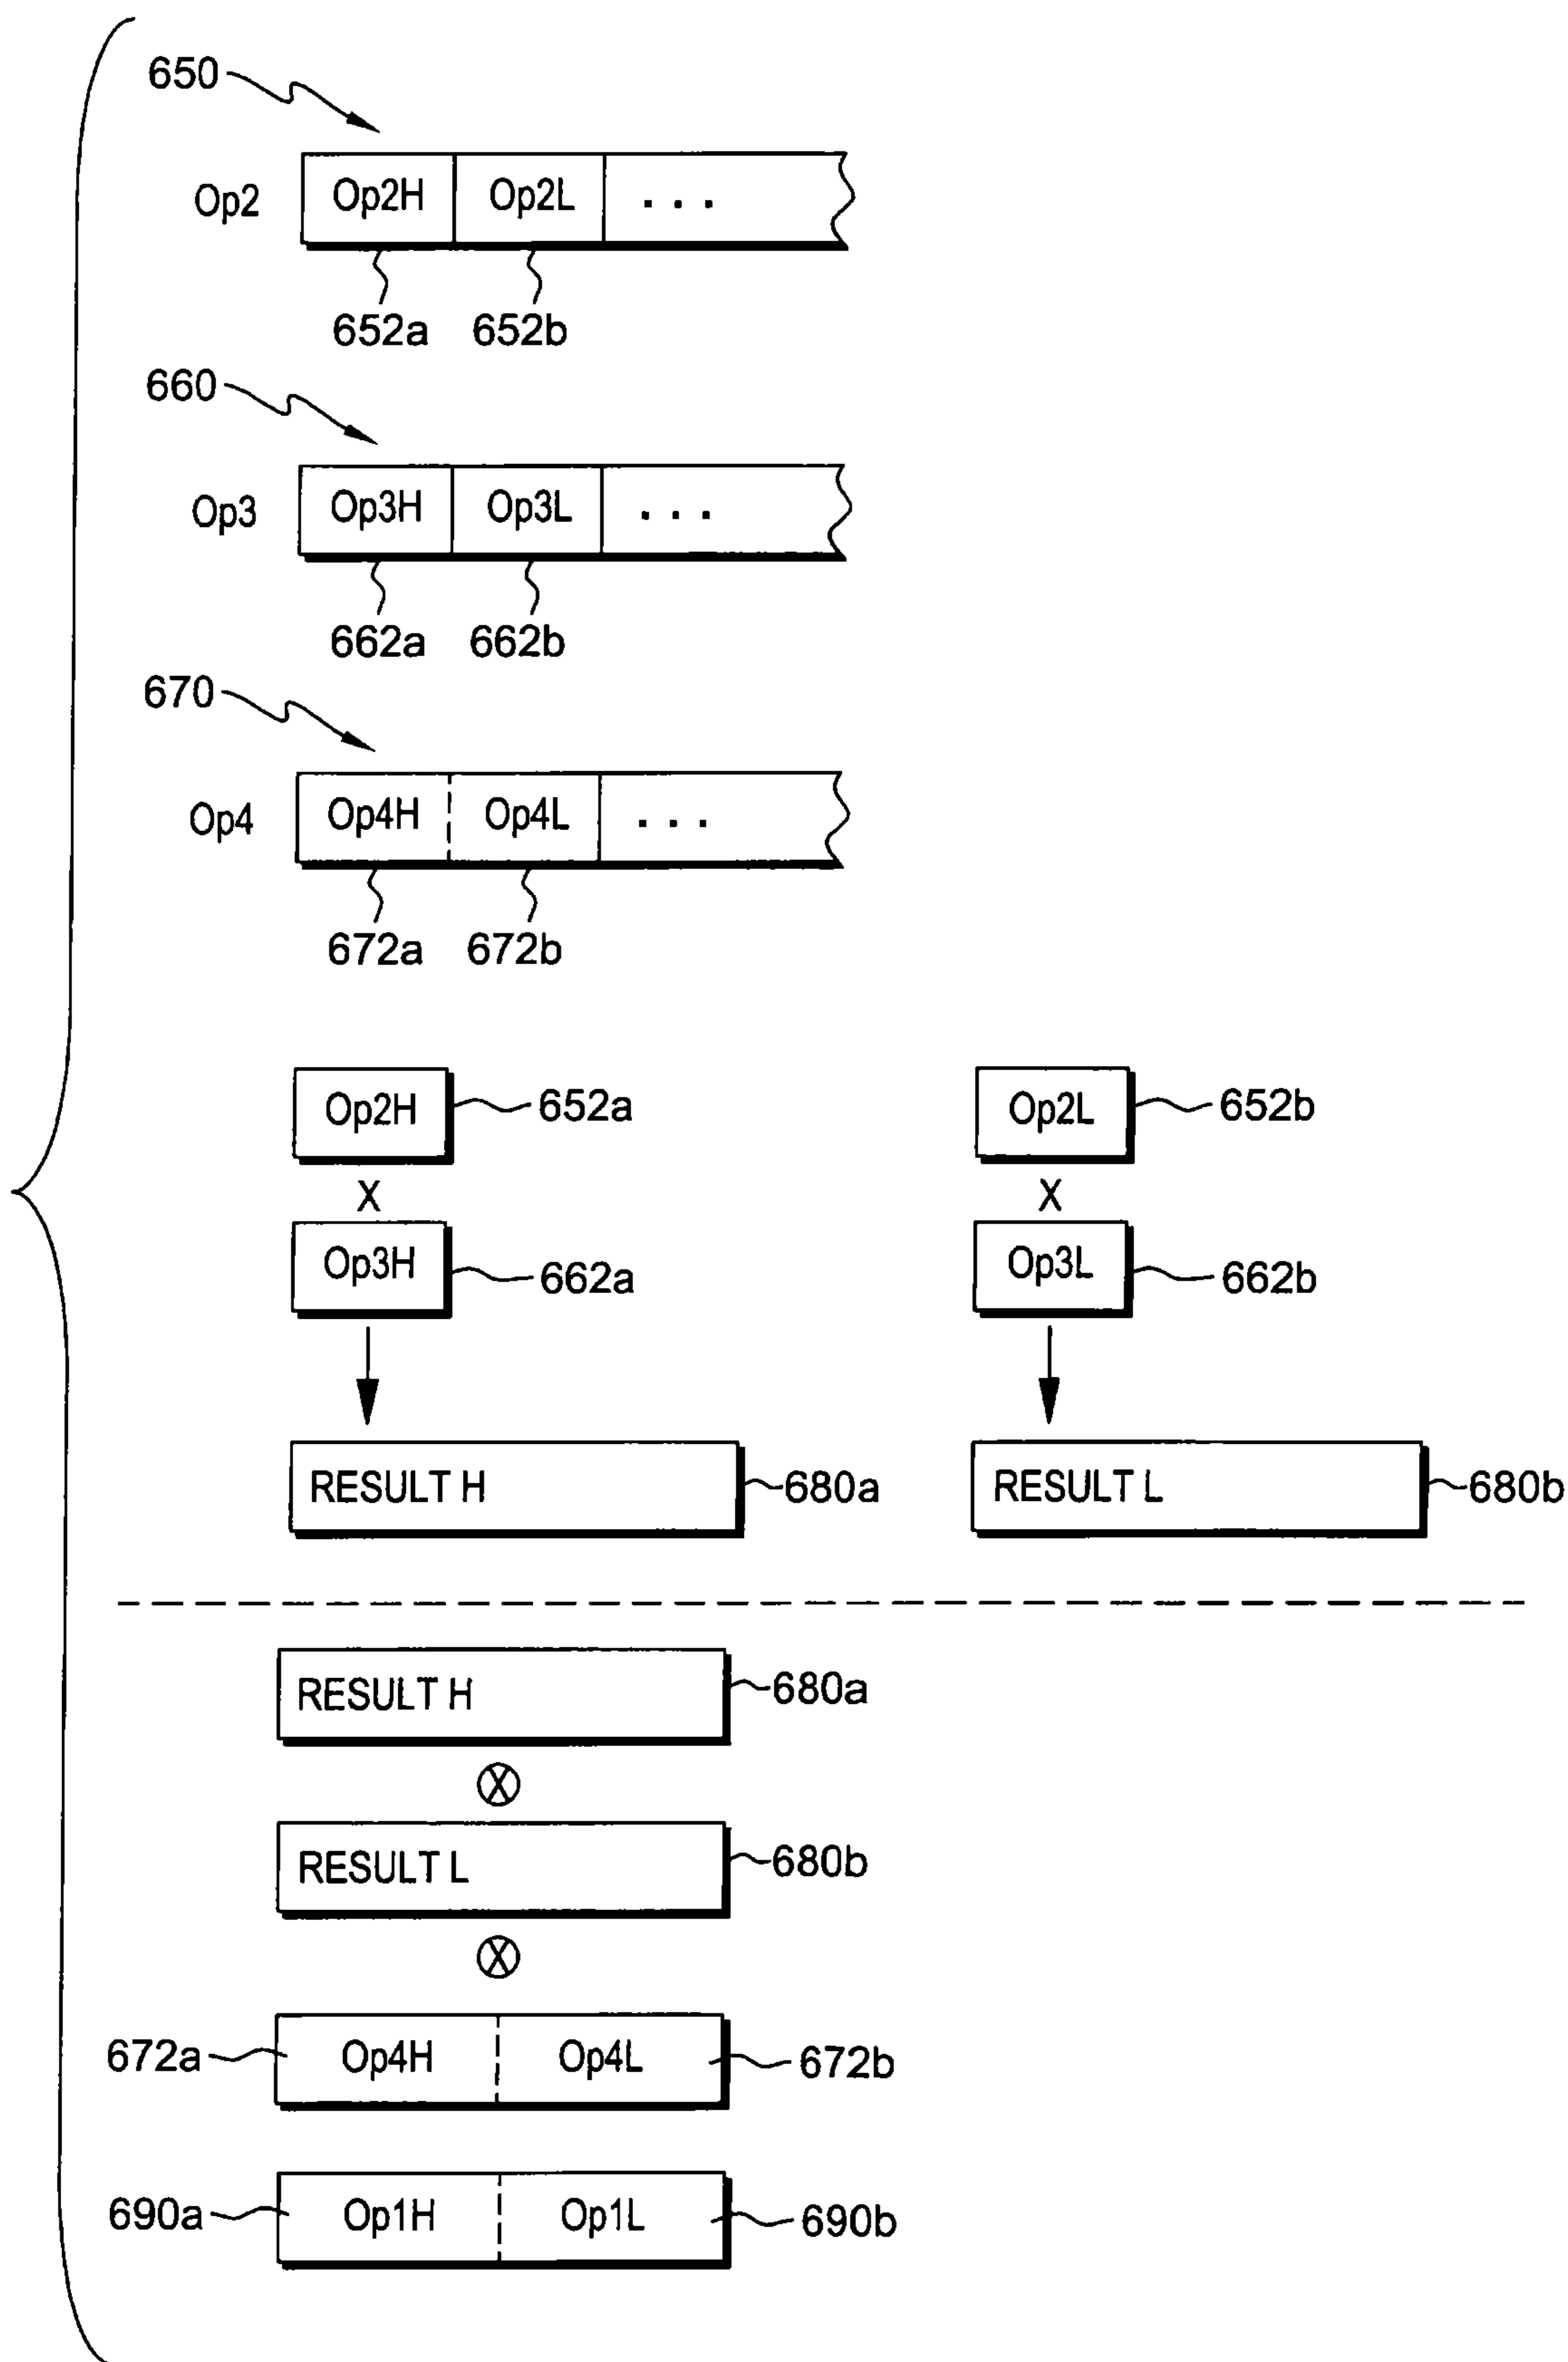 650
Op2 Op2H Op2L . . .
652a 652b
660
Op3 Op3H Op3L . . .
662a 662b
670
Op4 Op4H Op4L . . .
672a 672b
Op2H 652a Op2L 652b
X X
Op3H 662a Op3L 662b
RESULT H 680a RESULT L 680b
RESULT H 680a
X
RESULT L 680b
X
672a Op4H Op4L 672b
690a Op1H Op1L 690b